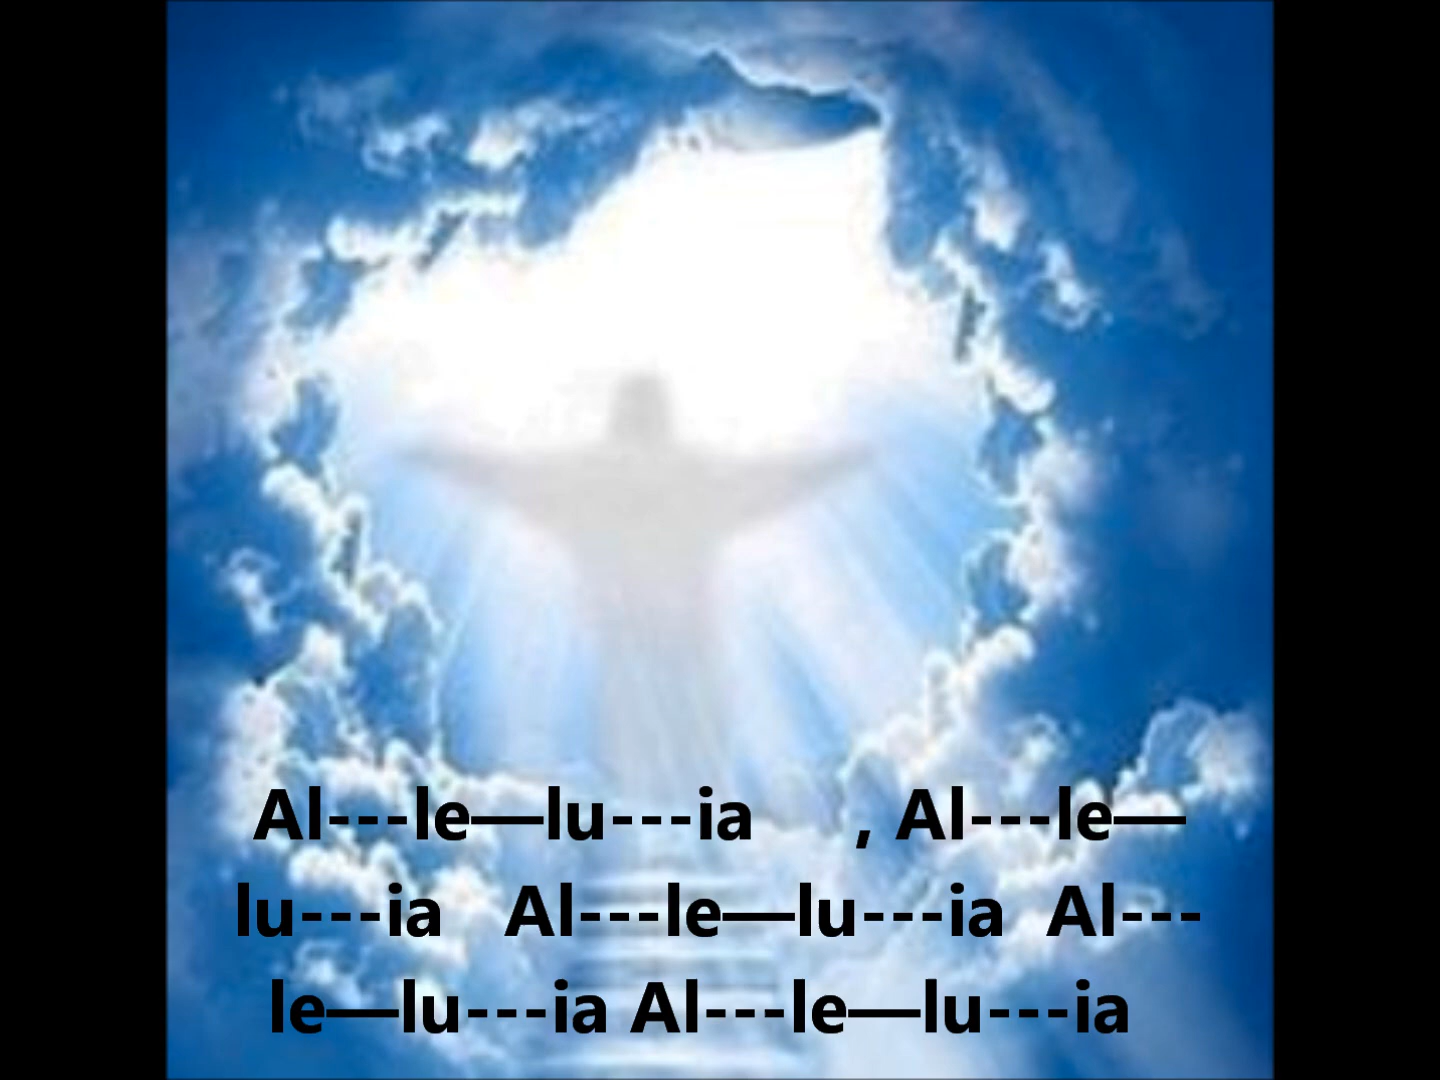 Al---le—lu---ia , Al---le—
lu---ia Al---le—lu---ia Al---
le—lu---ia Al---le—lu---ia